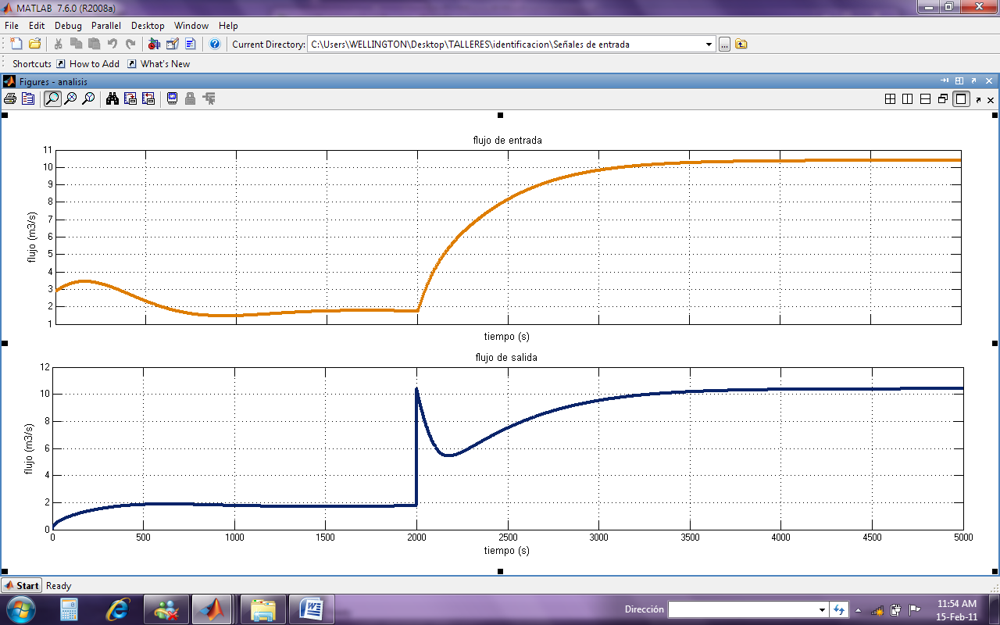 MATLAB 7.6.0 (R2008a)
File Edit Debug Parallel Desktop Window Help
Current Directory: C:\Users\WELLINGTON\Desktop\TALLERES\identificacion\Señales de entrada ...
Shortcuts How to Add What's New
Figures - analisis
flujo de entrada
11
10
9
8
7
6
5
4
3
2
1
flujo (m3/s)
tiempo (s)
flujo de salida
12
10
8
6
4
2
0
flujo (m3/s)
0 500 1000 1500 2000 2500 3000 3500 4000 4500 5000
tiempo (s)
Start Ready
Dirección
11:54 AM
15-Feb-11